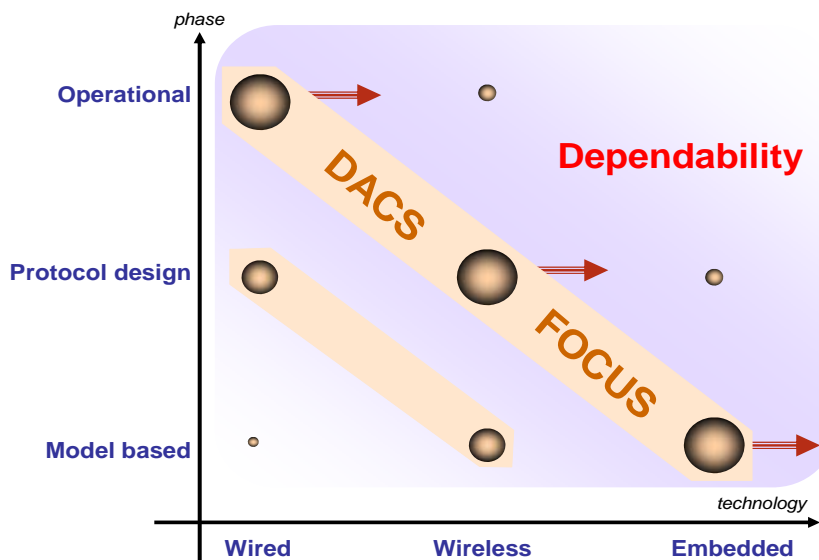 phase
Operational
Dependability
DACS
Protocol design
FOCUS
Model based
technology
Wired
Wireless
Embedded